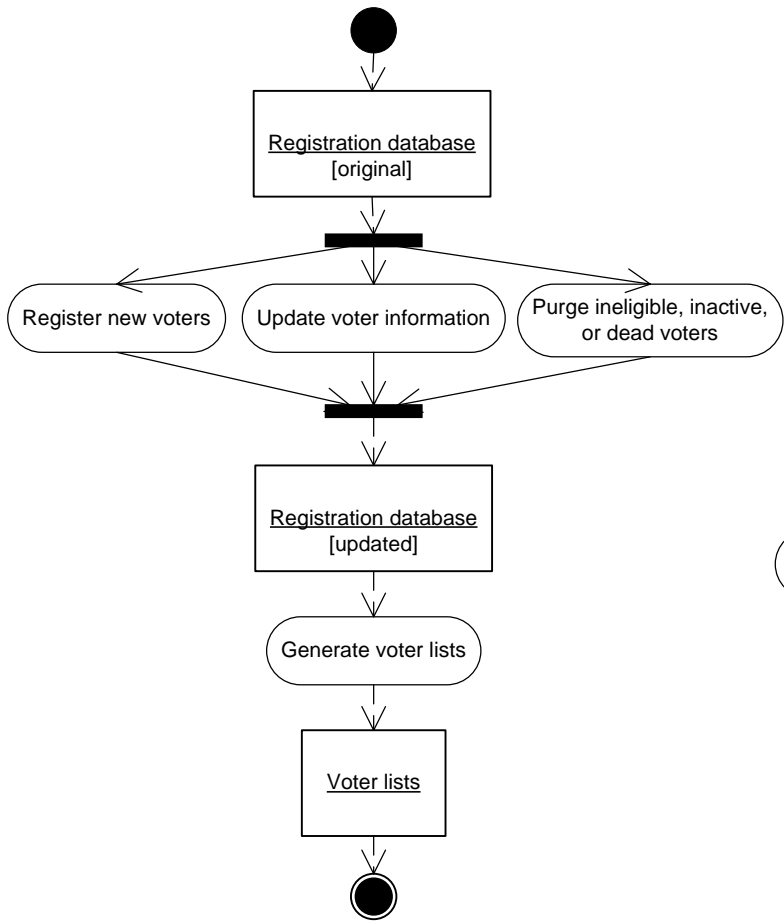 Registration database
[original]
Register new voters
Update voter information
Purge ineligible, inactive,
or dead voters
Registration database
[updated]
Generate voter lists
Voter lists